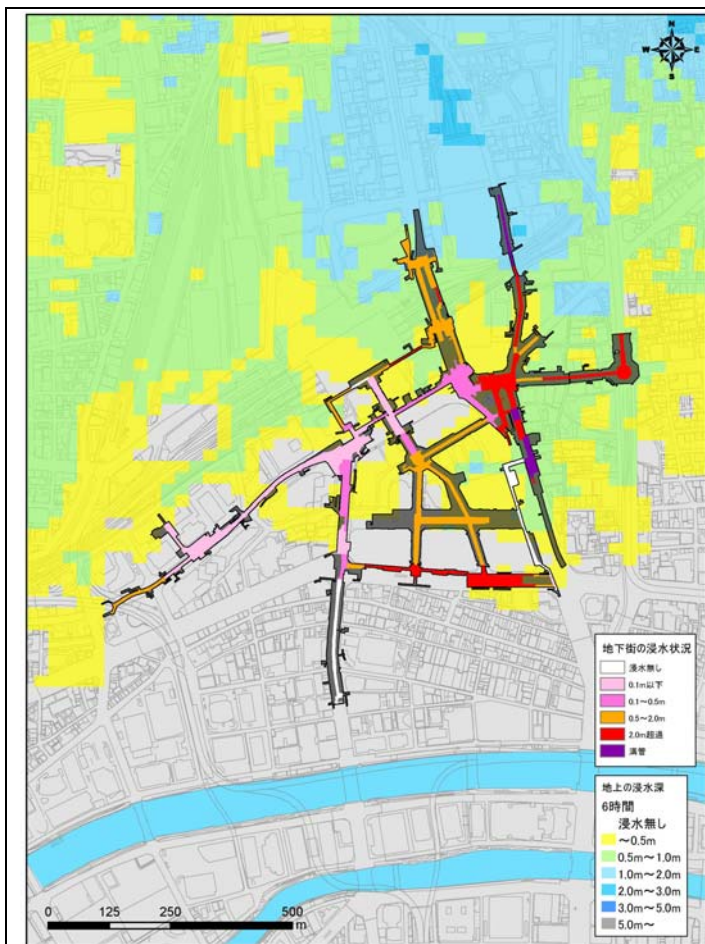 N
W E
S
地下街の浸水状況
浸水無し
0.1m以下
0.1～0.5m
0.5～2.0m
2.0m超過
満管
地上の浸水深
6時間
浸水無し
～0.5m
0.5m～1.0m
1.0m～2.0m
2.0m～3.0m
3.0m～5.0m
5.0m～
0 125 250 500
m